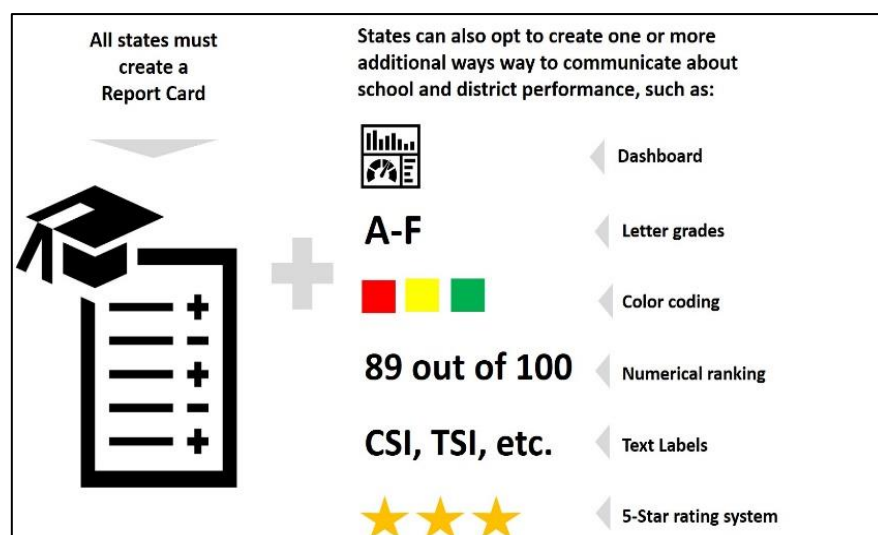 All states must
create a
Report Card
States can also opt to create one or more
additional ways way to communicate about
school and district performance, such as:
Dashboard
A-F
Letter grades
Color coding
89 out of 100
Numerical ranking
CSI, TSI, etc.
Text Labels
5-Star rating system